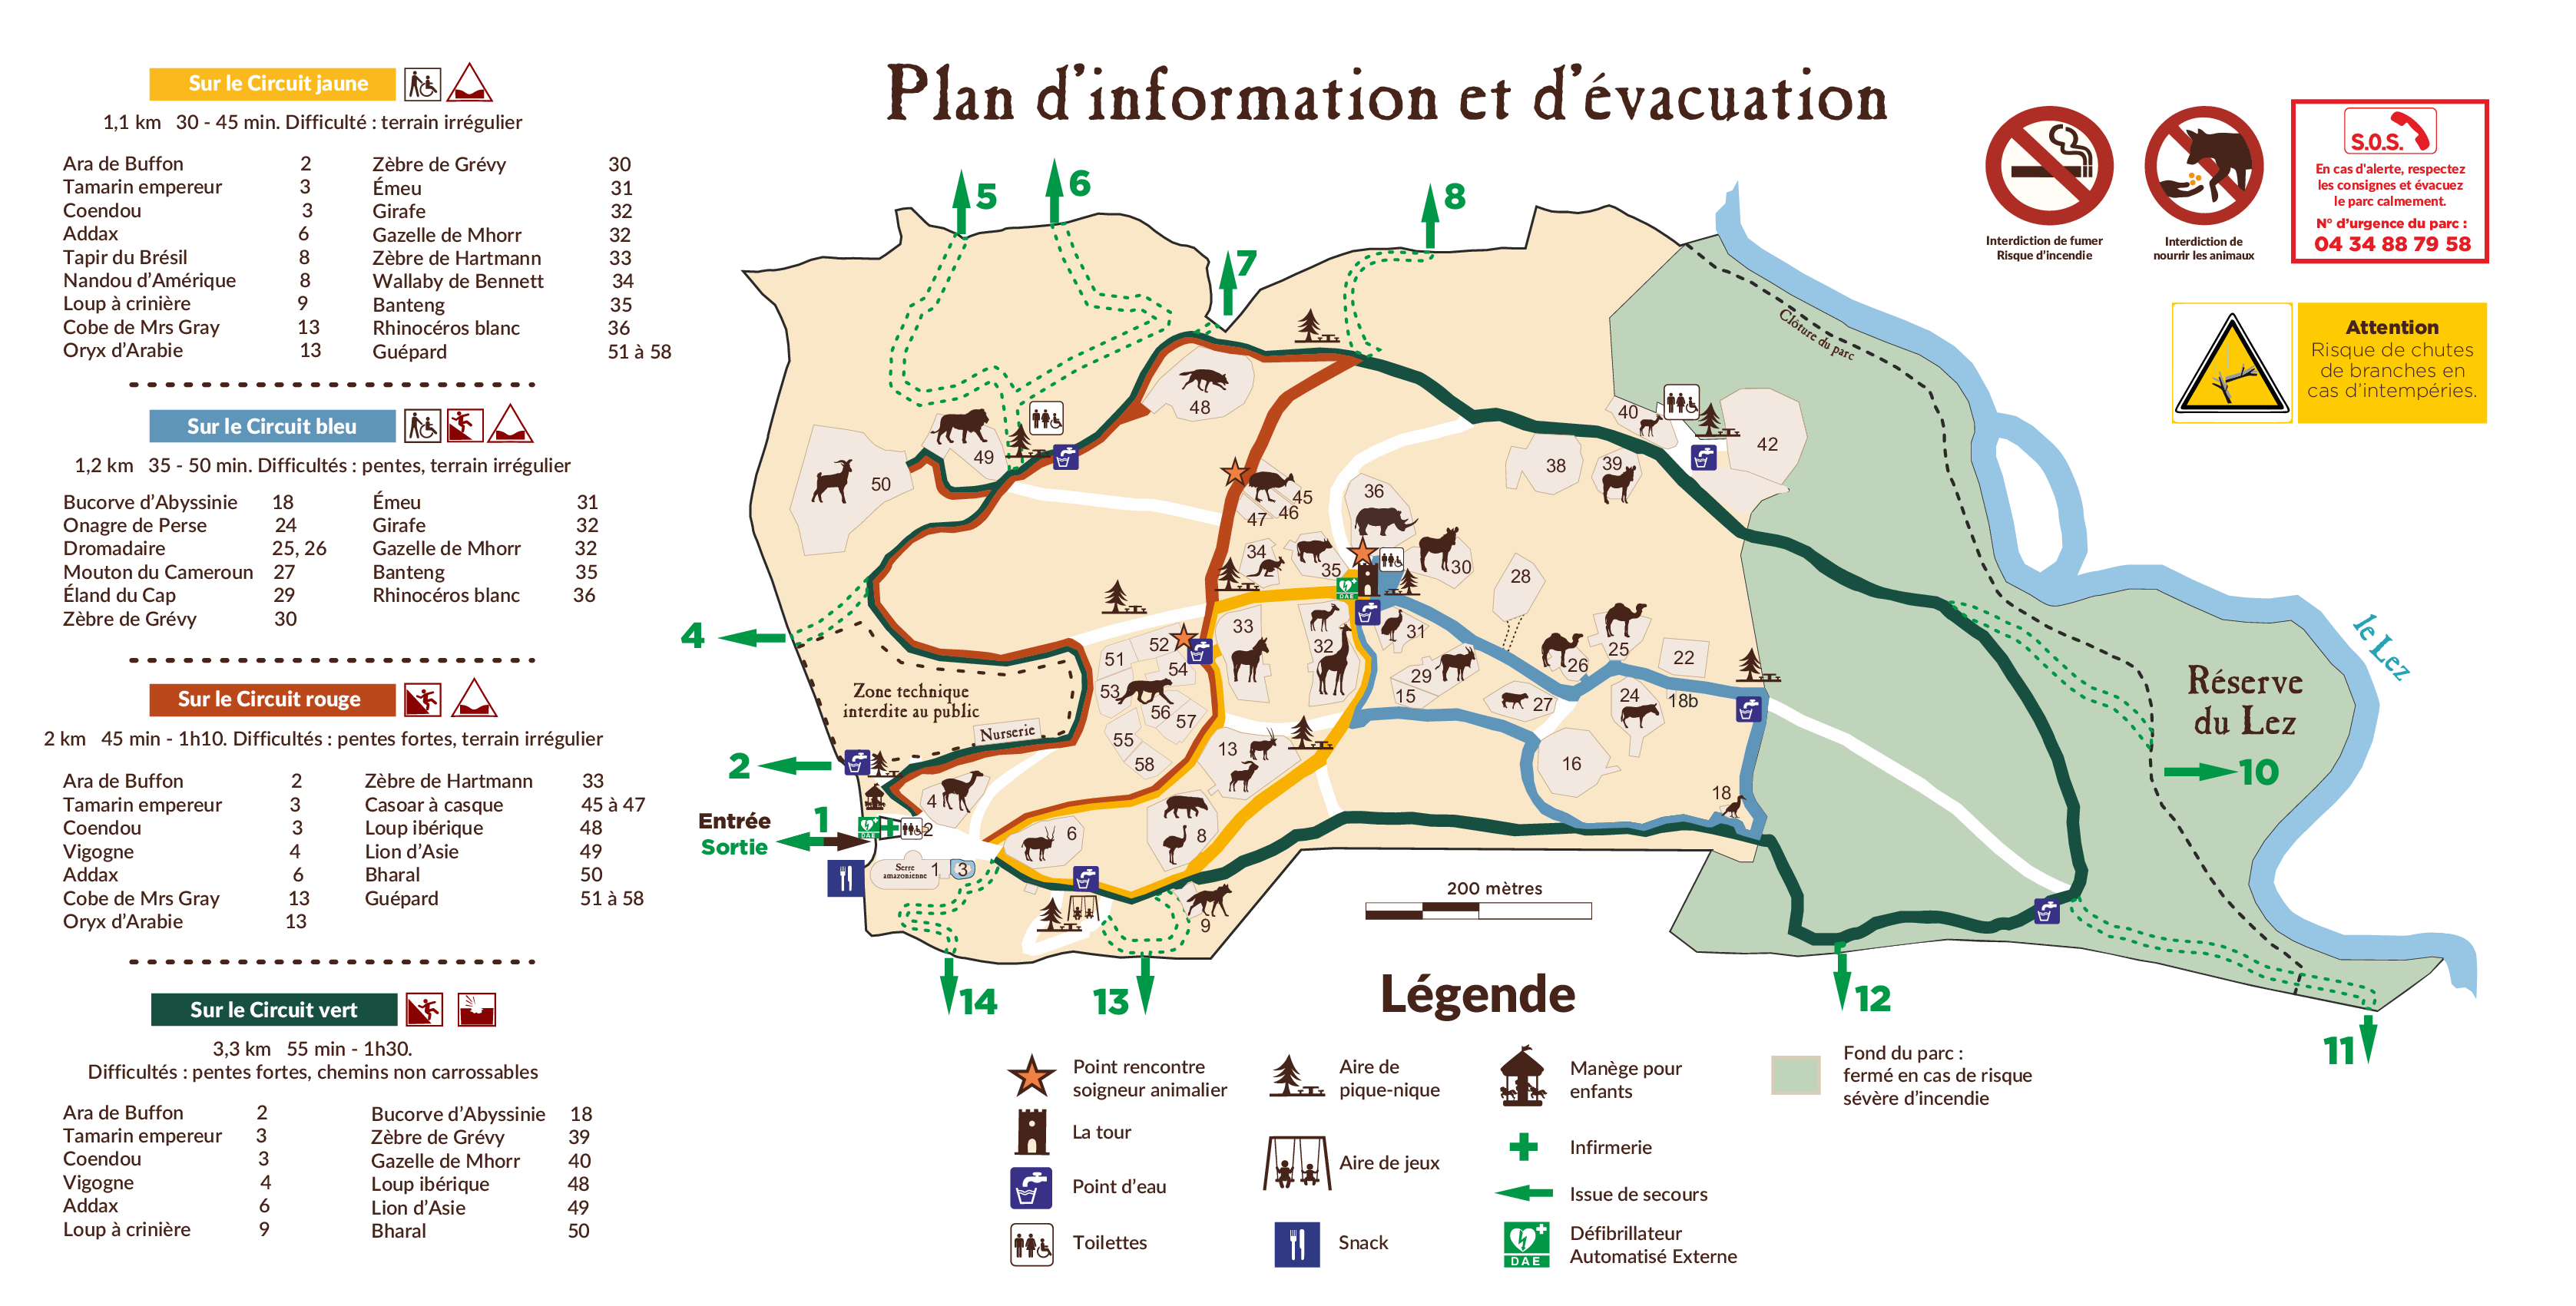 Plan d'information et d'évacuation
Sur le Circuit jaune
1,1 km 30 - 45 min. Difficulté : terrain irrégulier
Ara de Buffon 2
Tamarin empereur 3
Coendou 3
Addax 6
Tapir du Brésil 8
Nandou d'Amérique 8
Loup à crinière 9
Cobe de Mrs Gray 13
Oryx d'Arabie 13
Zèbre de Grévy 30
Émeu 31
Girafe 32
Gazelle de Mhorr 32
Zèbre de Hartmann 33
Wallaby de Bennett 34
Banteng 35
Rhinocéros blanc 36
Guépard 51 à 58
Sur le Circuit bleu
1,2 km 35 - 50 min. Difficultés : pentes, terrain irrégulier
Bucorve d'Abyssinie 18
Onagre de Perse 24
Dromadaire 25, 26
Mouton du Cameroun 27
Éland du Cap 29
Zèbre de Grévy 30
Émeu 31
Girafe 32
Gazelle de Mhorr 32
Banteng 35
Rhinocéros blanc 36
Sur le Circuit rouge
2 km 45 min - 1h10. Difficultés : pentes fortes, terrain irrégulier
Ara de Buffon 2
Tamarin empereur 3
Coendou 3
Vigogne 4
Addax 6
Cobe de Mrs Gray 13
Oryx d'Arabie 13
Zèbre de Hartmann 33
Casoar à casque 45 à 47
Loup ibérique 48
Lion d'Asie 49
Bharal 50
Guépard 51 à 58
Sur le Circuit vert
3,3 km 55 min - 1h30.
Difficultés : pentes fortes, chemins non carrossables
Ara de Buffon 2
Tamarin empereur 3
Coendou 3
Vigogne 4
Addax 6
Loup à crinière 9
Bucorve d'Abyssinie 18
Zèbre de Grévy 39
Gazelle de Mhorr 40
Loup ibérique 48
Lion d'Asie 49
Bharal 50
Interdiction de fumer
Risque d'incendie
Interdiction de
nourrir les animaux
S.O.S.
En cas d'alerte, respectez
les consignes et évacuez
le parc calmement.
N° d'urgence du parc :
04 34 88 79 58
Attention
Risque de chutes
de branches en
cas d'intempéries.
5
6
7
8
Clôture du parc
48
40
42
49
50
38
39
45
46
47
36
34
35
30
28
4
33
32
31
52
51
54
53
56
57
55
58
25
26
22
29
15
27
24
18b
Zone technique
interdite au public
Nurserie
13
16
18
le Lez
Réserve
du Lez
10
2
Entrée
Sortie
1
DAE
DAE
4
2
6
8
9
Serre
amazonienne
1
3
200 mètres
14
13
12
11
Légende
Point rencontre
soigneur animalier
La tour
Point d'eau
Toilettes
Aire de
pique-nique
Aire de jeux
Snack
Manège pour
enfants
Infirmerie
Issue de secours
DAE
Défibrillateur
Automatisé Externe
Fond du parc :
fermé en cas de risque
sévère d'incendie